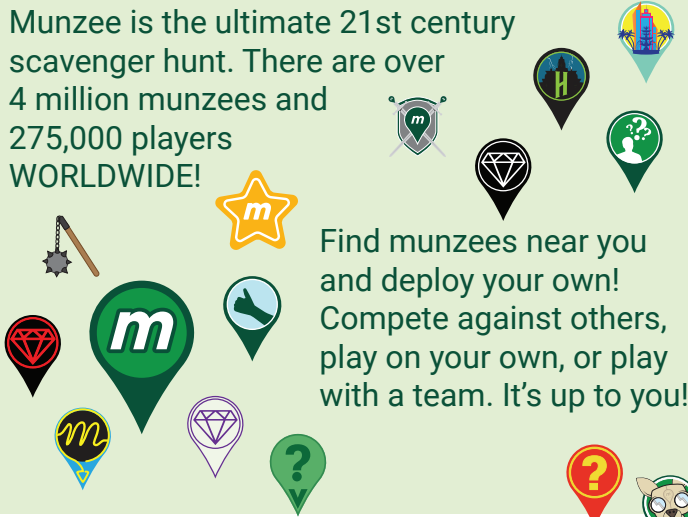 Munzee is the ultimate 21st century
scavenger hunt. There are over
4 million munzees and
275,000 players
WORLDWIDE!
H
m
???
m
Find munzees near you
and deploy your own!
Compete against others,
play on your own, or play
with a team. It's up to you!
m
m
?
?